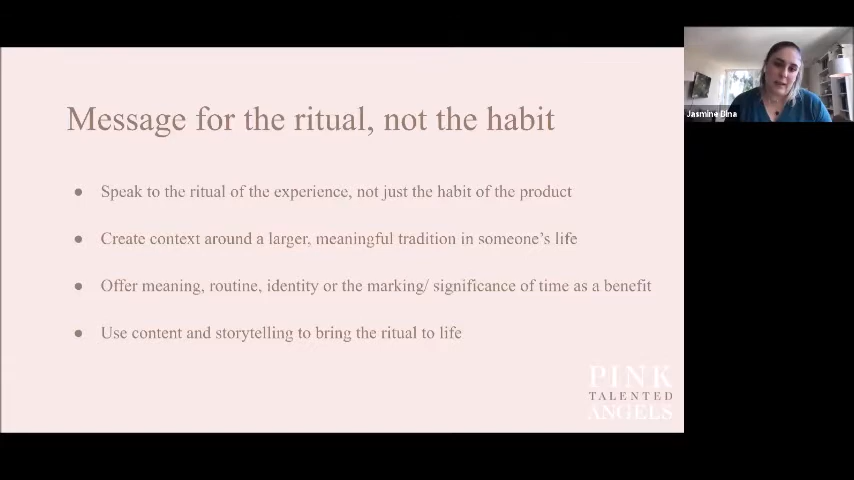 Message for the ritual, not the habit
● Speak to the ritual of the experience, not just the habit of the product
● Create context around a larger, meaningful tradition in someone's life
● Offer meaning, routine, identity or the marking/ significance of time as a benefit
● Use content and storytelling to bring the ritual to life
PINK
TALENTED
ANGELS
Jasmine Bina